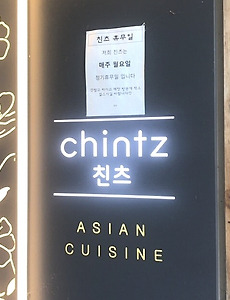 친츠 휴무일
저희 친츠는
매주 월요일
정기휴무일 입니다
chintz
친츠
ASIAN
CUISINE